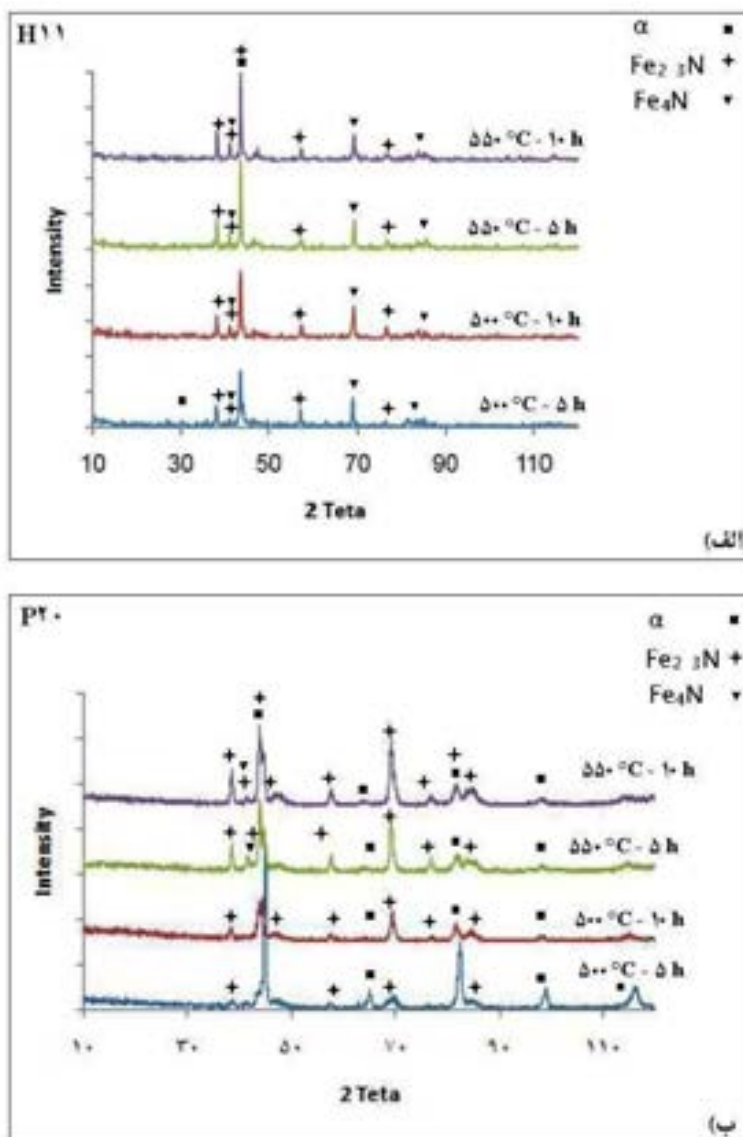 H۱۱
α ■
Fe₂ ₃N +
Fe₄N ▼
۵۵۰ °C - ۱۰ h
۵۵۰ °C - ۵ h
۵۰۰ °C - ۱۰ h
۵۰۰ °C - ۵ h
Intensity
10 30 50 70 90 110
2 Teta
الف)
P۲۰
α ■
Fe₂ ₃N +
Fe₄N ▼
۵۵۰ °C - ۱۰ h
۵۵۰ °C - ۵ h
۵۰۰ °C - ۱۰ h
۵۰۰ °C - ۵ h
Intensity
۱۰ ۳۰ ۵۰ ۷۰ ۹۰ ۱۱۰
2 Teta
ب)